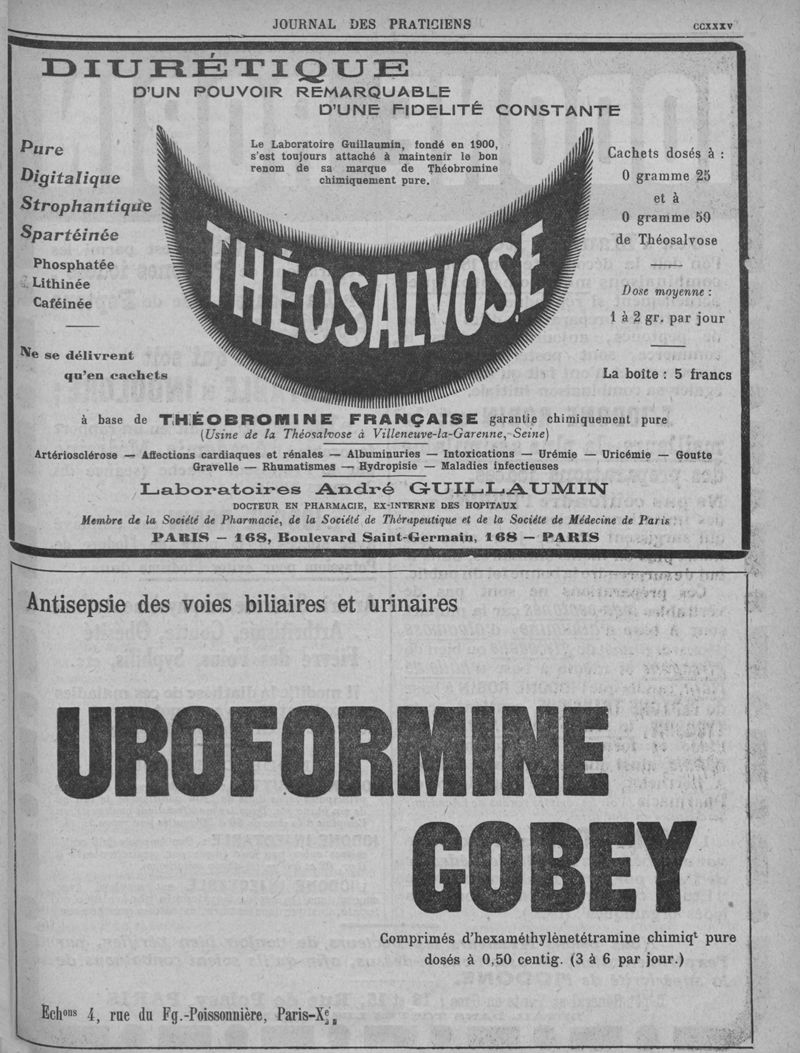 JOURNAL DES PRATICIENS
CCXXXV
DIURÉTIQUE
D'UN POUVOIR REMARQUABLE
D'UNE FIDELITÉ CONSTANTE
Pure
Digitalique
Strophantique
Spartéinée
Phosphatée
Lithinée
Caféinée
Ne se délivrent
qu'en cachets
Le Laboratoire Guillaumin, fondé en 1900,
s'est toujours attaché à maintenir le bon
renom de sa marque de Théobromine
chimiquement pure.
THÉOSALVOSE
Cachets dosés à :
0 gramme 25
et à
0 gramme 50
de Théosalvose
Dose moyenne :
1 à 2 gr. par jour
La boîte : 5 francs
à base de THÉOBROMINE FRANÇAISE garantie chimiquement pure
(Usine de la Théosalvose à Villeneuve-la-Garenne, Seine)
Artériosclérose — Affections cardiaques et rénales — Albuminuries — Intoxications — Urémie — Uricémie — Goutte
Gravelle — Rhumatismes — Hydropisie — Maladies infectieuses
Laboratoires André GUILLAUMIN
DOCTEUR EN PHARMACIE, EX-INTERNE DES HOPITAUX
Membre de la Société de Pharmacie, de la Société de Thérapeutique et de la Société de Médecine de Paris
PARIS — 168, Boulevard Saint-Germain, 168 — PARIS
Antisepsie des voies biliaires et urinaires
UROFORMINE
GOBEY
Comprimés d'hexaméthylènetétramine chimiqt pure
dosés à 0,50 centig. (3 à 6 par jour.)
Echons 4, rue du Fg.-Poissonnière, Paris-Xe.